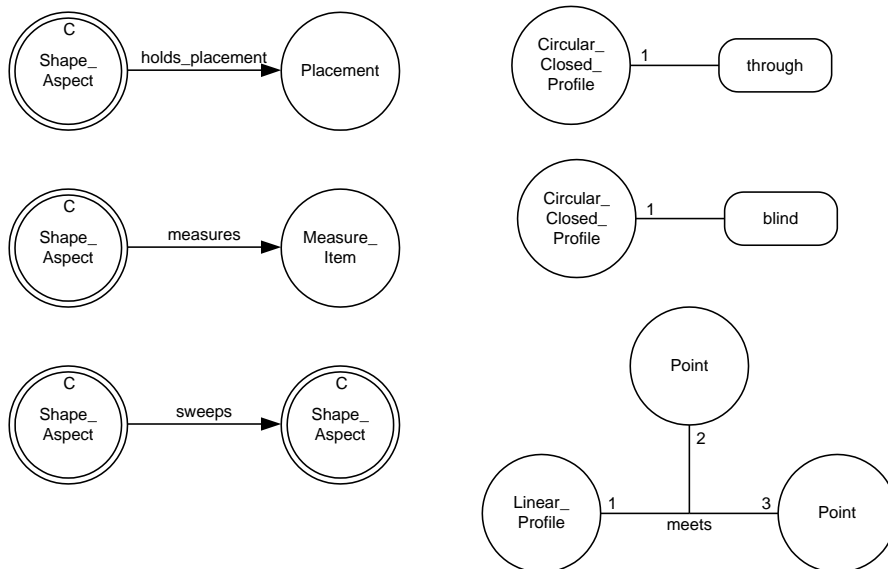 C
Shape_
Aspect
holds_placement
Placement
C
Shape_
Aspect
measures
Measure_
Item
C
Shape_
Aspect
sweeps
C
Shape_
Aspect
Circular_
Closed_
Profile
1
through
Circular_
Closed_
Profile
1
blind
Point
2
Linear_
Profile
1
meets
3
Point